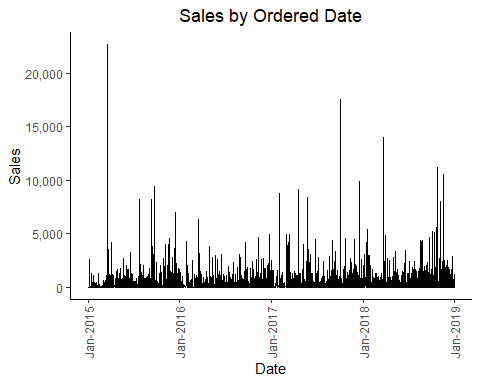 Sales by Ordered Date
Sales
20,000
15,000
10,000
5,000
0
Jan-2015
Jan-2016
Jan-2017
Jan-2018
Jan-2019
Date